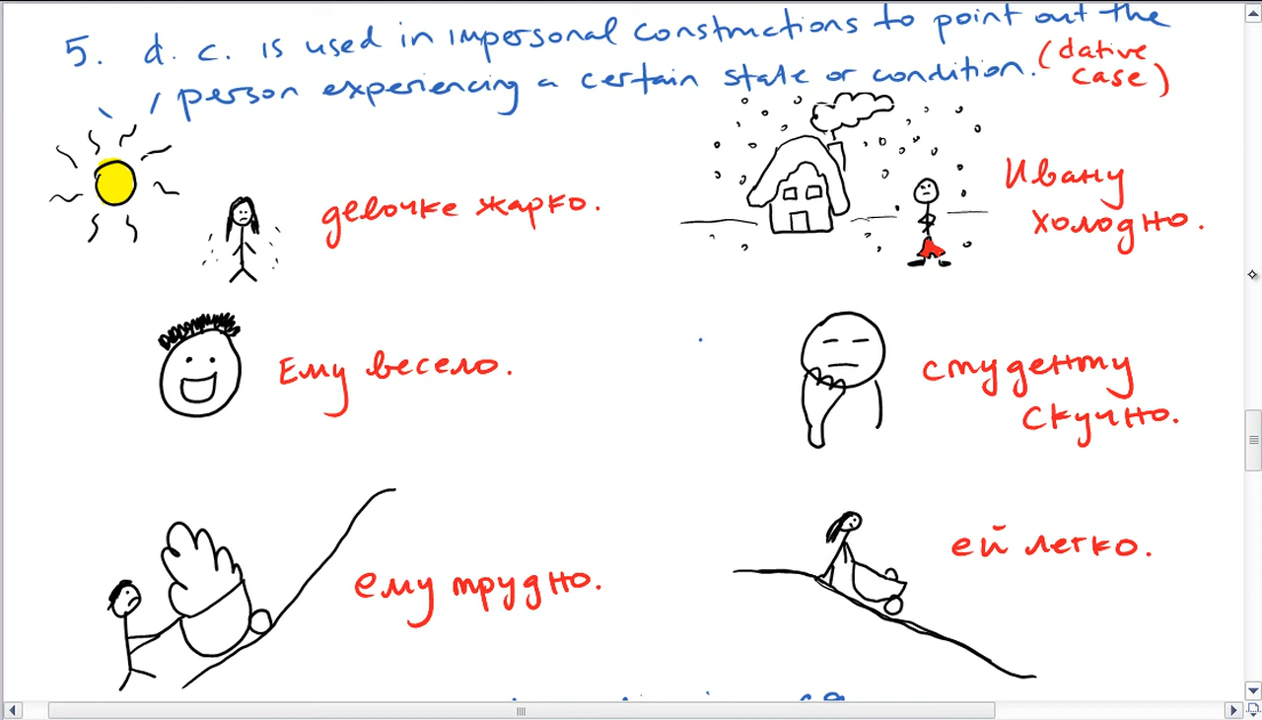 5. d. c. is used in impersonal constructions to point out the
person experiencing a certain state or condition. (dative
case)
девочке жарко.
Ивану
холодно.
Ему весело.
студенту
скучно.
ему трудно.
ей легко.